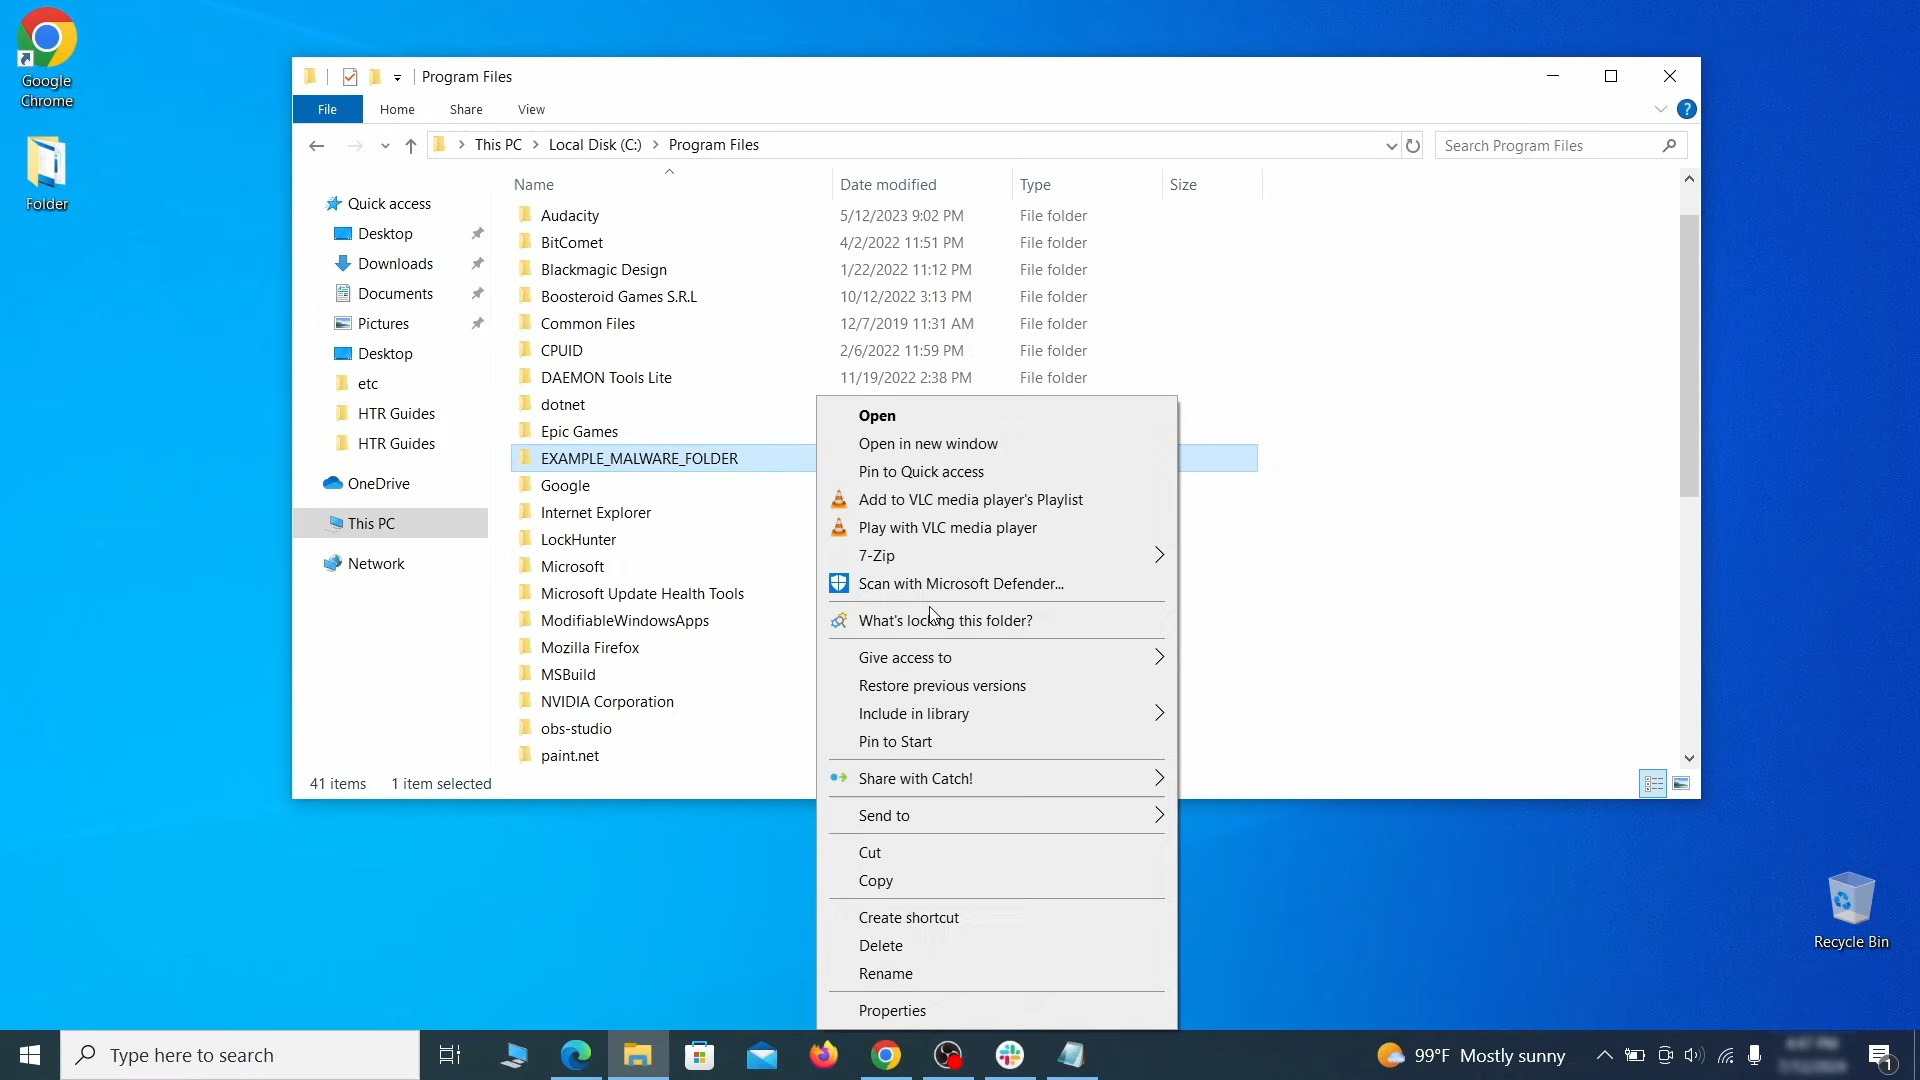 Google
Chrome
Folder
Program Files
File
Home
Share
View
?
This PC
Local Disk (C:)
Program Files
Search Program Files
Quick access
Desktop
Downloads
Documents
Pictures
Desktop
etc
HTR Guides
HTR Guides
OneDrive
This PC
Network
Name
Date modified
Type
Size
Audacity 5/12/2023 9:02 PM File folder
BitComet 4/2/2022 11:51 PM File folder
Blackmagic Design 1/22/2022 11:12 PM File folder
Boosteroid Games S.R.L 10/12/2022 3:13 PM File folder
Common Files 12/7/2019 11:31 AM File folder
CPUID 2/6/2022 11:59 PM File folder
DAEMON Tools Lite 11/19/2022 2:38 PM File folder
dotnet
Epic Games
EXAMPLE_MALWARE_FOLDER
Google
Internet Explorer
LockHunter
Microsoft
Microsoft Update Health Tools
ModifiableWindowsApps
Mozilla Firefox
MSBuild
NVIDIA Corporation
obs-studio
paint.net
41 items
1 item selected
Open
Open in new window
Pin to Quick access
Add to VLC media player's Playlist
Play with VLC media player
7-Zip
Scan with Microsoft Defender...
What's locking this folder?
Give access to
Restore previous versions
Include in library
Pin to Start
Share with Catch!
Send to
Cut
Copy
Create shortcut
Delete
Rename
Properties
Recycle Bin
Type here to search
99°F Mostly sunny
1